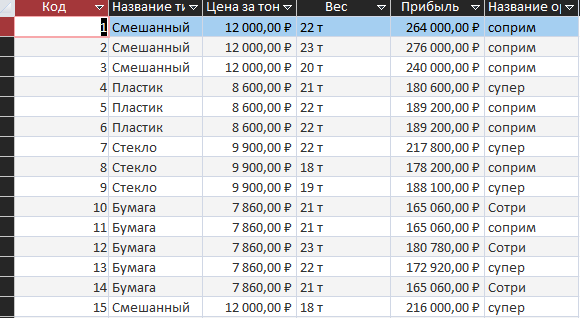 Код Название ти Цена за тон Вес Прибыль Название ор
1 Смешанный 12 000,00 ₽ 22 т 264 000,00 ₽ соприм
2 Смешанный 12 000,00 ₽ 23 т 276 000,00 ₽ соприм
3 Смешанный 12 000,00 ₽ 20 т 240 000,00 ₽ соприм
4 Пластик 8 600,00 ₽ 21 т 180 600,00 ₽ супер
5 Пластик 8 600,00 ₽ 22 т 189 200,00 ₽ соприм
6 Пластик 8 600,00 ₽ 22 т 189 200,00 ₽ соприм
7 Стекло 9 900,00 ₽ 22 т 217 800,00 ₽ супер
8 Стекло 9 900,00 ₽ 18 т 178 200,00 ₽ соприм
9 Стекло 9 900,00 ₽ 19 т 188 100,00 ₽ супер
10 Бумага 7 860,00 ₽ 21 т 165 060,00 ₽ Сотри
11 Бумага 7 860,00 ₽ 21 т 165 060,00 ₽ соприм
12 Бумага 7 860,00 ₽ 23 т 180 780,00 ₽ Сотри
13 Бумага 7 860,00 ₽ 22 т 172 920,00 ₽ супер
14 Бумага 7 860,00 ₽ 21 т 165 060,00 ₽ Сотри
15 Смешанный 12 000,00 ₽ 18 т 216 000,00 ₽ супер